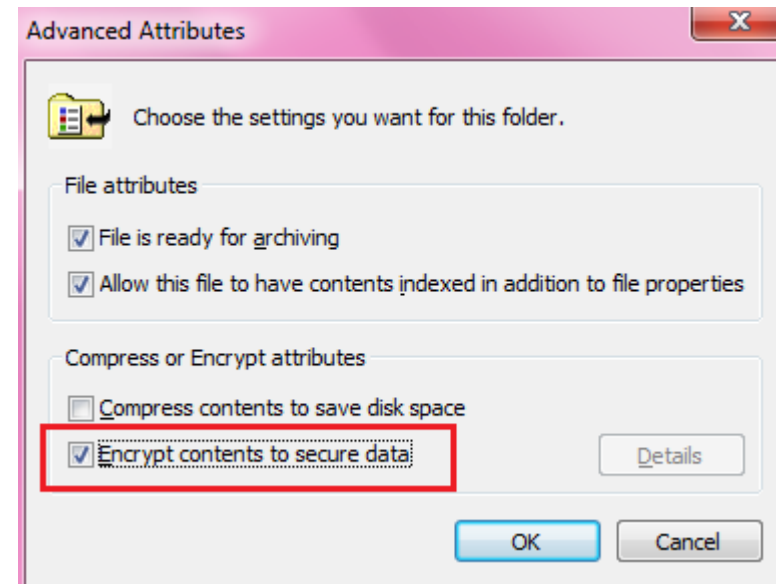 Advanced Attributes
Choose the settings you want for this folder.
File attributes
File is ready for archiving
Allow this file to have contents indexed in addition to file properties
Compress or Encrypt attributes
Compress contents to save disk space
Encrypt contents to secure data
Details
OK Cancel